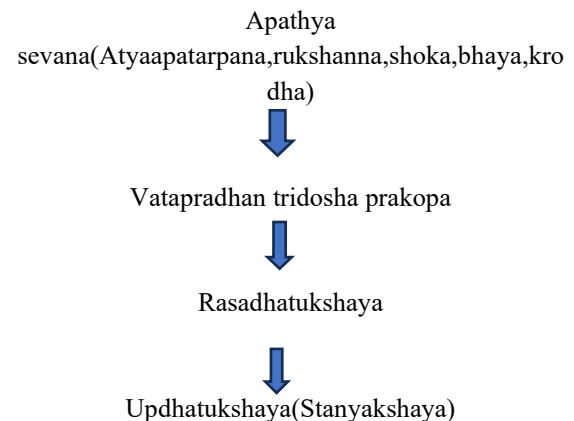 Apathya
sevana(Atyaapatarpana,rukshanna,shoka,bhaya,kro
dha)
Vatapradhan tridosha prakopa
Rasadhatukshaya
Updhatukshaya(Stanyakshaya)